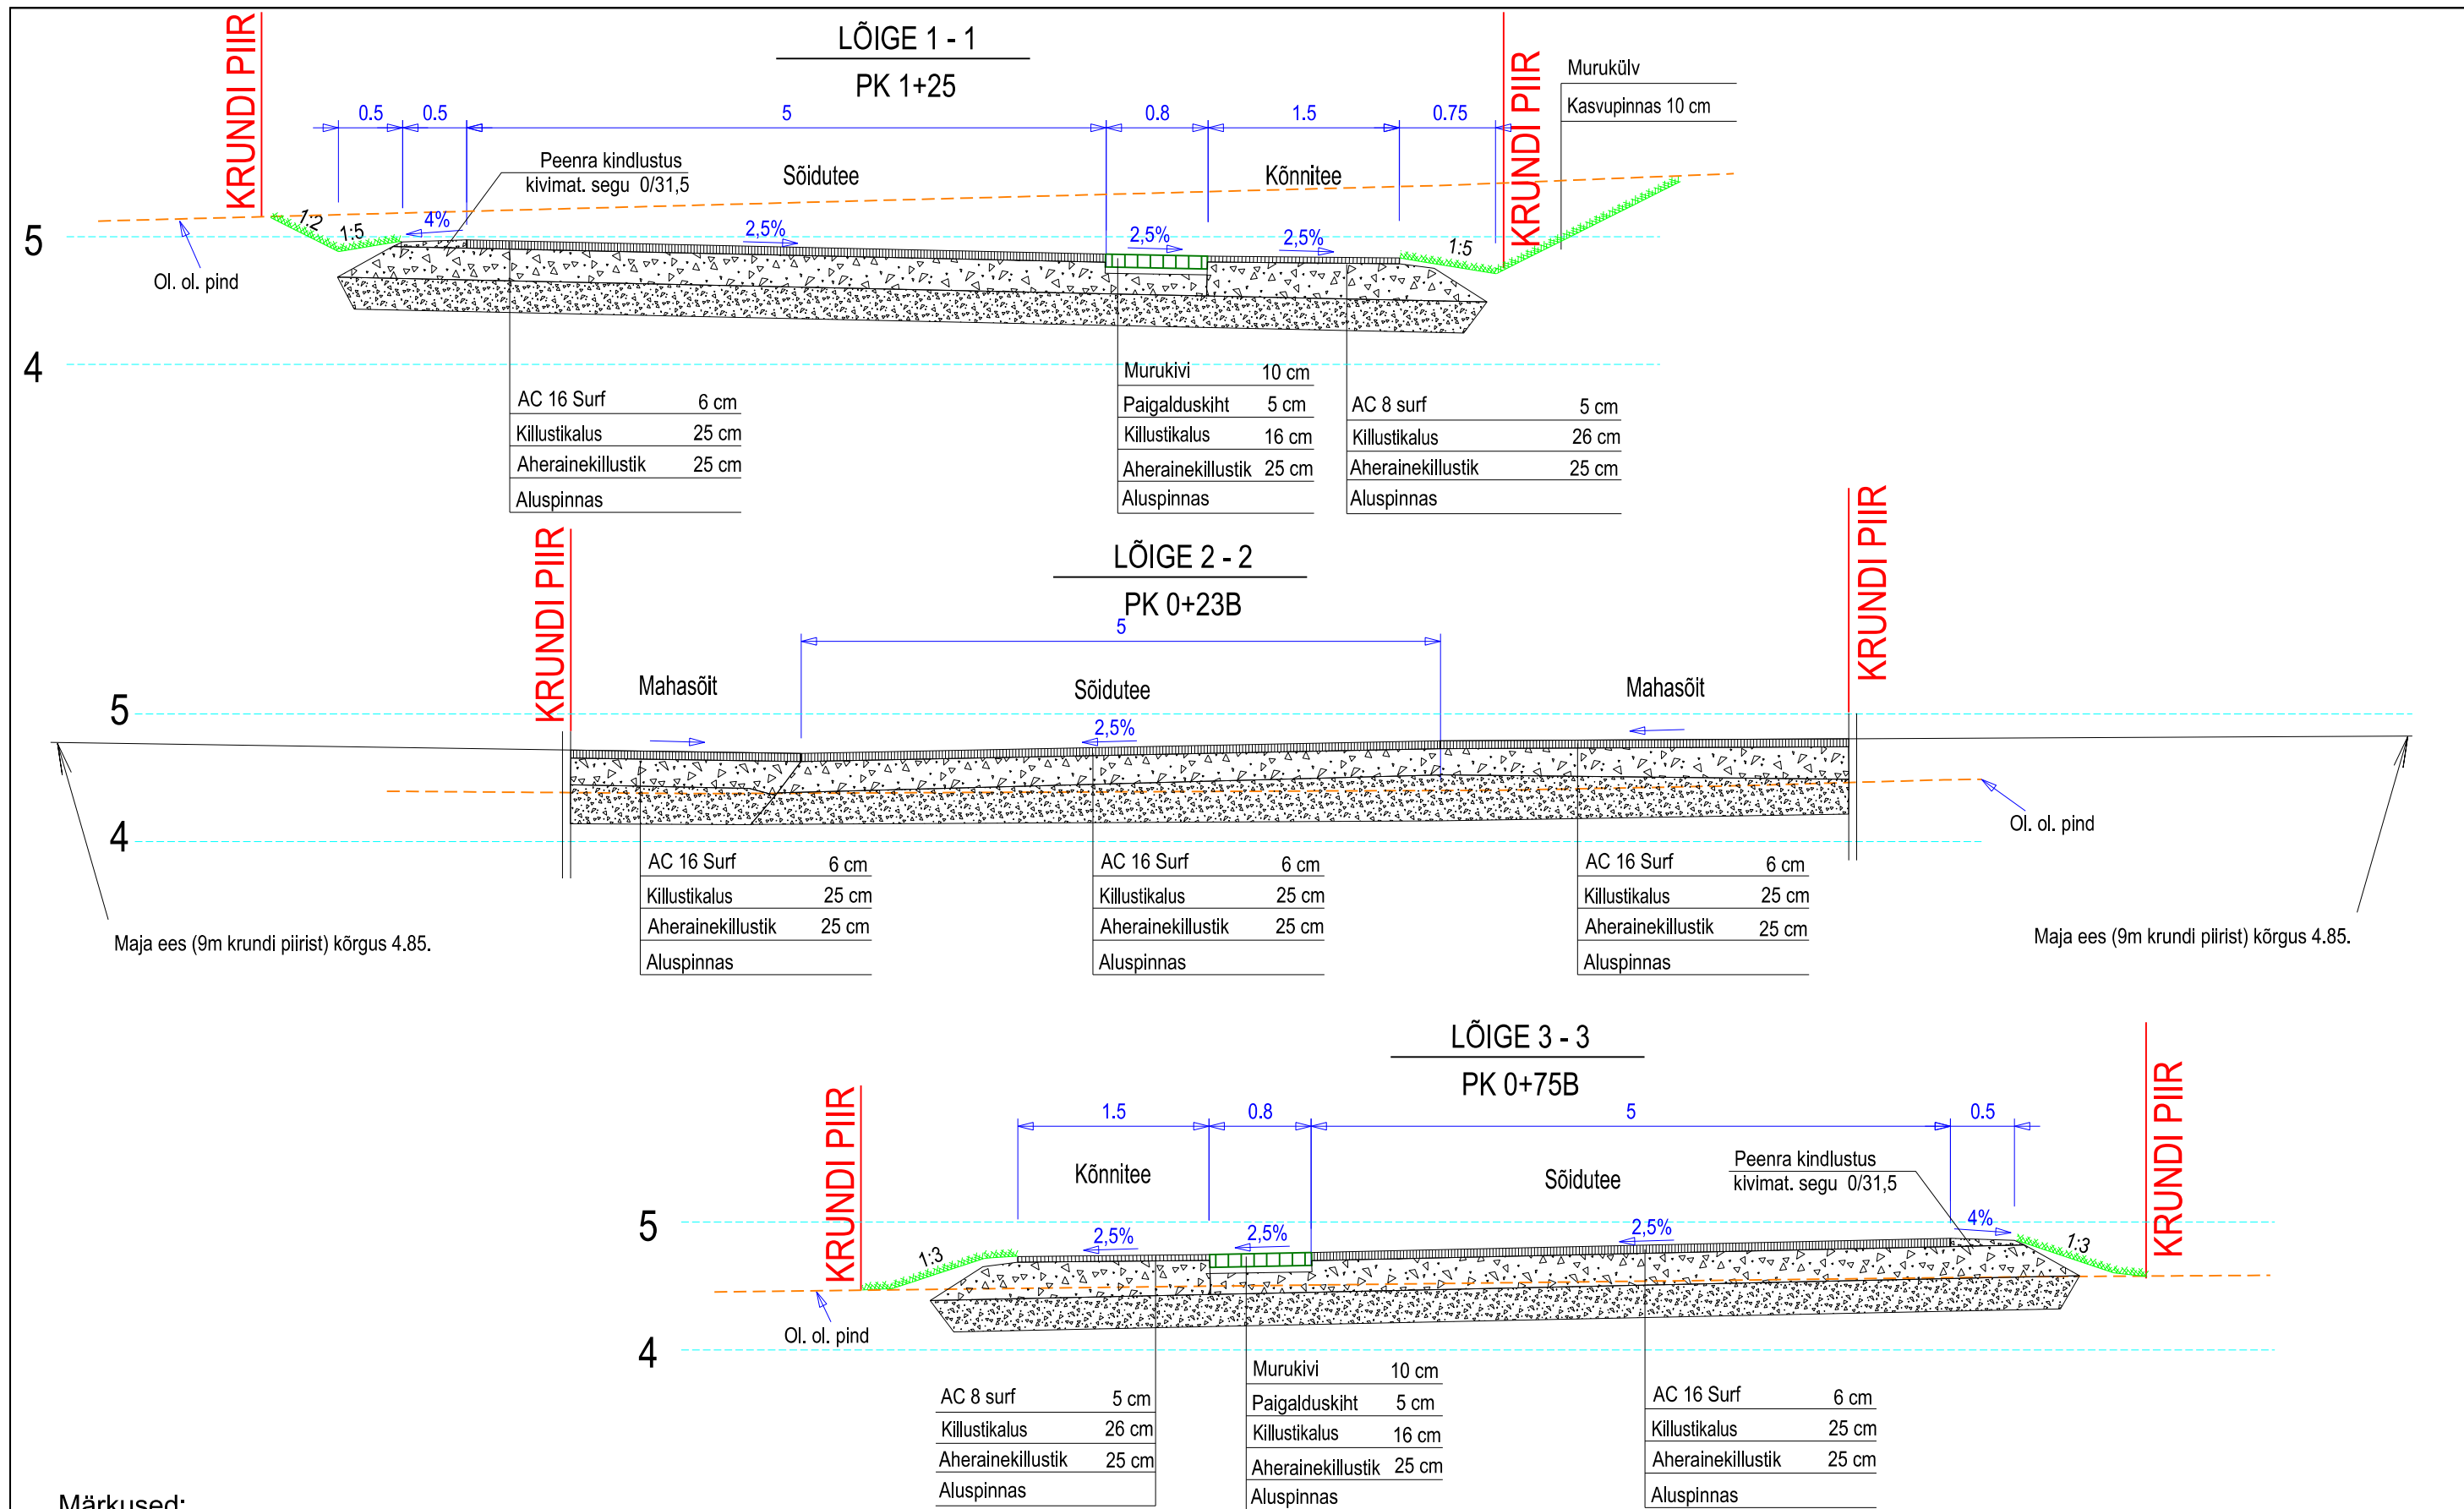 LÕIGE 1 - 1
PK 1+25
KRUNDI PIIR
KRUNDI PIIR
Murukülv
Kasvupinnas 10 cm
0.5
0.5
5
0.8
1.5
0.75
Peenra kindlustus
kivimat. segu 0/31,5
Sõidutee
Kõnnitee
1:2
1:5
4%
2,5%
2,5%
2,5%
1:5
5
Ol. ol. pind
4
AC 16 Surf 6 cm
Killustikalus 25 cm
Aherainekillustik 25 cm
Aluspinnas
Murukivi 10 cm
Paigalduskiht 5 cm
Killustikalus 16 cm
Aherainekillustik 25 cm
Aluspinnas
AC 8 surf 5 cm
Killustikalus 26 cm
Aherainekillustik 25 cm
Aluspinnas
LÕIGE 2 - 2
PK 0+23B
KRUNDI PIIR
KRUNDI PIIR
5
Mahasõit
Sõidutee
Mahasõit
5
2,5%
4
Ol. ol. pind
AC 16 Surf 6 cm
Killustikalus 25 cm
Aherainekillustik 25 cm
Aluspinnas
AC 16 Surf 6 cm
Killustikalus 25 cm
Aherainekillustik 25 cm
Aluspinnas
AC 16 Surf 6 cm
Killustikalus 25 cm
Aherainekillustik 25 cm
Aluspinnas
Maja ees (9m krundi piirist) kõrgus 4.85.
Maja ees (9m krundi piirist) kõrgus 4.85.
LÕIGE 3 - 3
PK 0+75B
KRUNDI PIIR
KRUNDI PIIR
1.5
0.8
5
0.5
Kõnnitee
Sõidutee
Peenra kindlustus
kivimat. segu 0/31,5
5
1:3
2,5%
2,5%
2,5%
4%
1:3
Ol. ol. pind
4
AC 8 surf 5 cm
Killustikalus 26 cm
Aherainekillustik 25 cm
Aluspinnas
Murukivi 10 cm
Paigalduskiht 5 cm
Killustikalus 16 cm
Aherainekillustik 25 cm
Aluspinnas
AC 16 Surf 6 cm
Killustikalus 25 cm
Aherainekillustik 25 cm
Aluspinnas
Märkused: